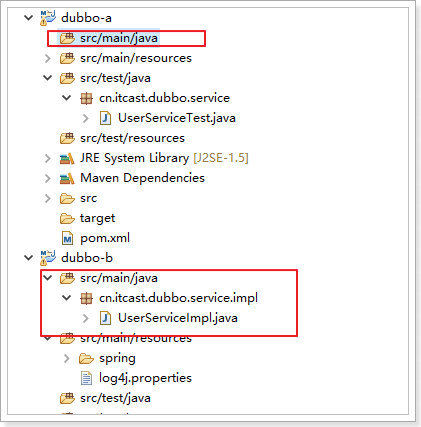 dubbo-a
src/main/java
src/main/resources
src/test/java
cn.itcast.dubbo.service
UserServiceTest.java
src/test/resources
JRE System Library [J2SE-1.5]
Maven Dependencies
src
target
pom.xml
dubbo-b
src/main/java
cn.itcast.dubbo.service.impl
UserServiceImpl.java
src/main/resources
spring
log4j.properties
src/test/java